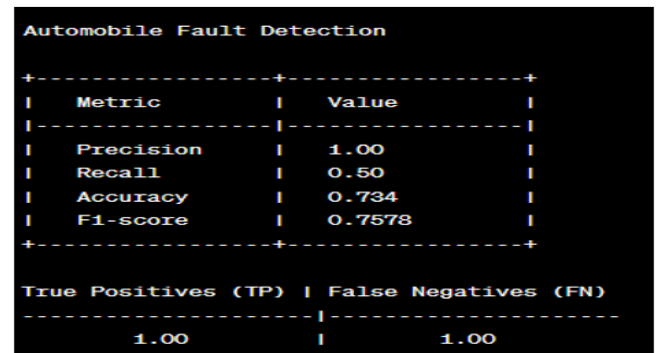 Automobile Fault Detection
+-----------------+-----------------+
| Metric | Value |
|-----------------|-----------------|
| Precision | 1.00 |
| Recall | 0.50 |
| Accuracy | 0.734 |
| F1-score | 0.7578 |
+-----------------+-----------------+
True Positives (TP) | False Negatives (FN)
---------------------|----------------------
1.00 | 1.00